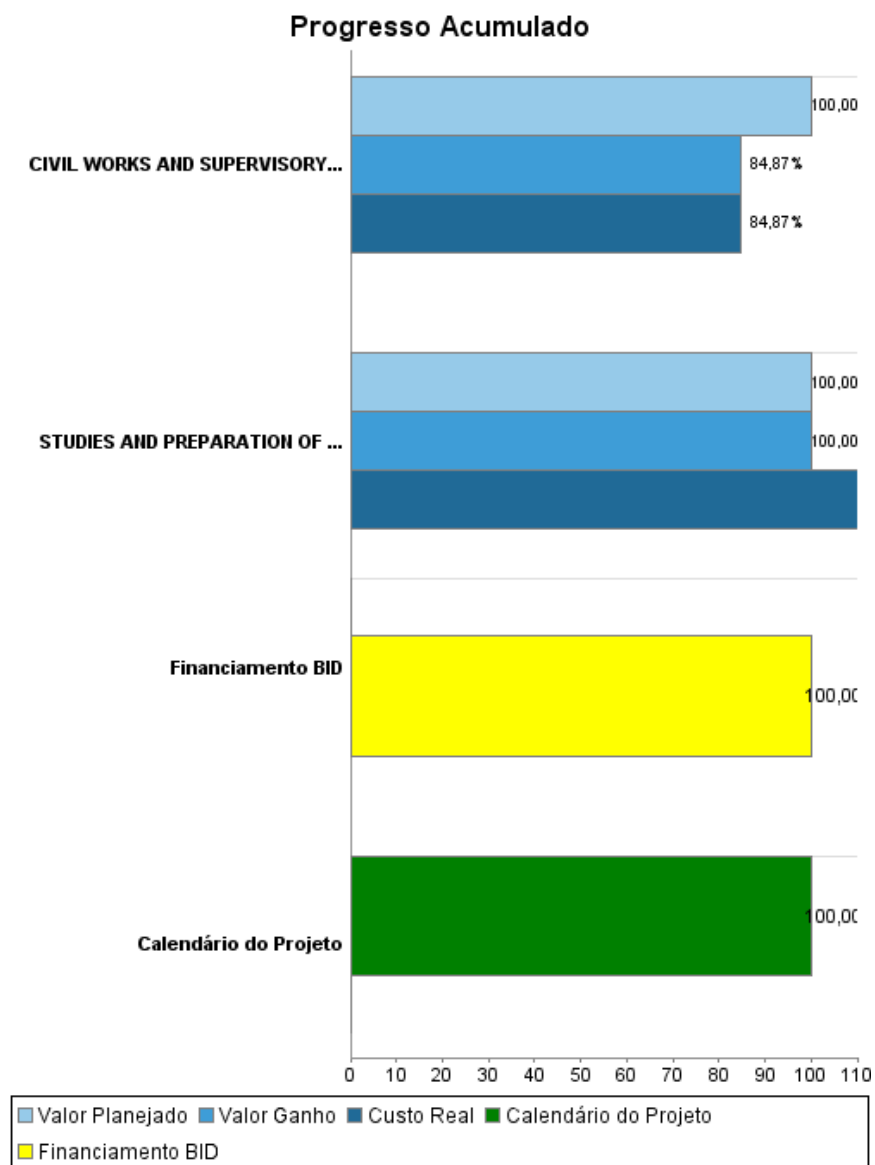 Progresso Acumulado
CIVIL WORKS AND SUPERVISORY...
100,00
84,87%
84,87%
STUDIES AND PREPARATION OF ...
100,00
100,00
Financiamento BID
100,00
Calendário do Projeto
100,00
0 10 20 30 40 50 60 70 80 90 100 110
Valor Planejado Valor Ganho Custo Real Calendário do Projeto
Financiamento BID